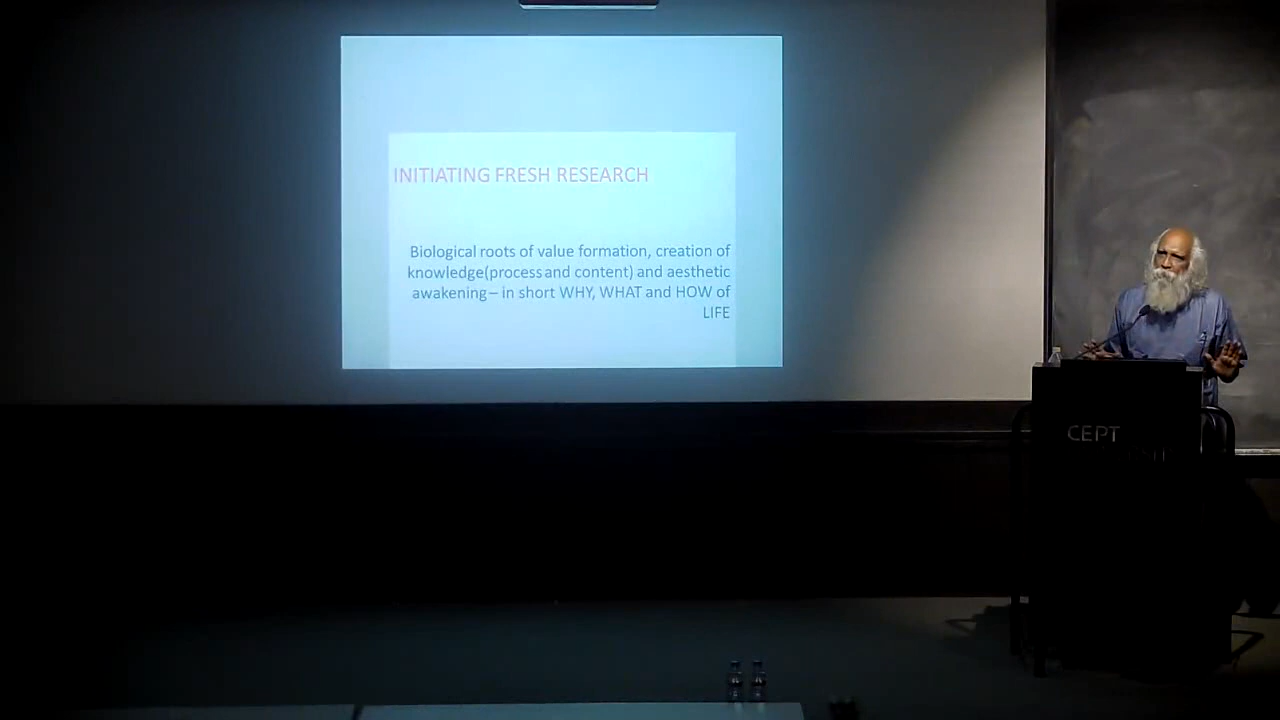 INITIATING FRESH RESEARCH
Biological roots of value formation, creation of
knowledge(process and content) and aesthetic
awakening – in short WHY, WHAT and HOW of
LIFE
CEPT